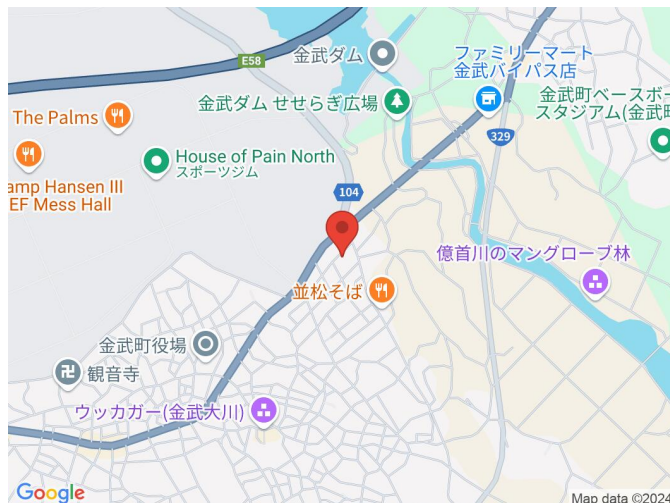 E58
金武ダム
ファミリーマート
金武バイパス店
The Palms
金武ダム せせらぎ広場
金武町ベースボー
スタジアム(金武町
329
House of Pain North
スポーツジム
amp Hansen III
EF Mess Hall
104
億首川のマングローブ林
並松そば
金武町役場
観音寺
ウッカガー(金武大川)
Google
Map data ©2024